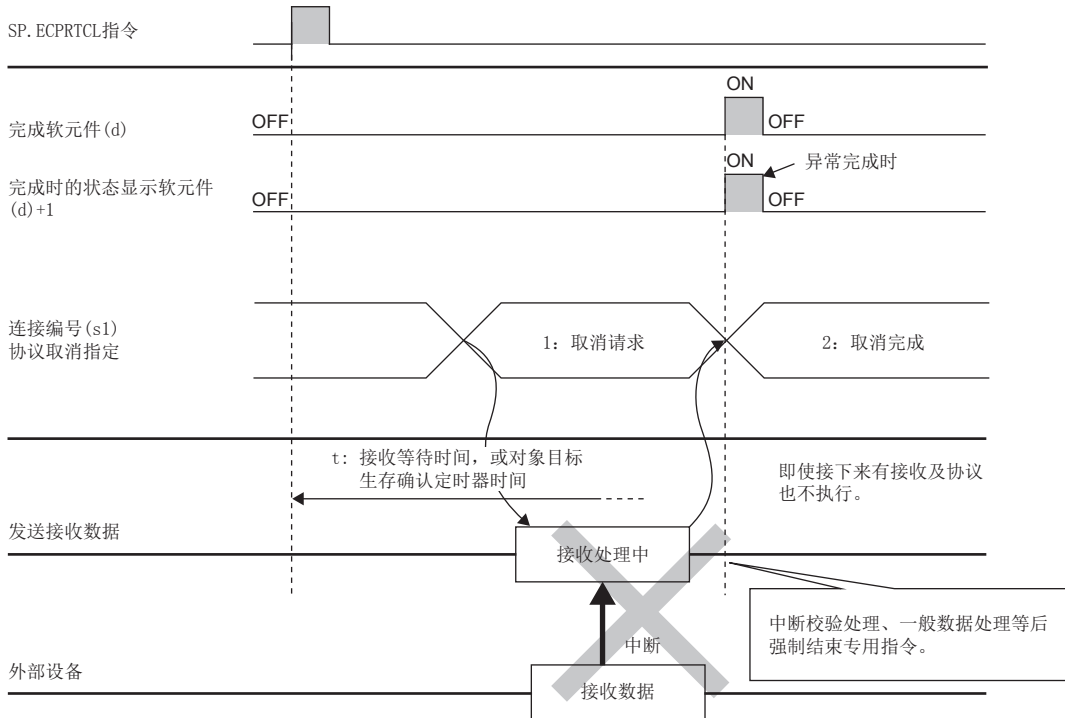 SP.ECPRTCL指令
ON
完成软元件(d)
OFF
OFF
ON
异常完成时
完成时的状态显示软元件
(d)+1
OFF
OFF
连接编号(s1)
协议取消指定
1: 取消请求
2: 取消完成
t: 接收等待时间，或对象目标
生存确认定时器时间
即使接下来有接收及协议
也不执行。
发送接收数据
接收处理中
中断校验处理、一般数据处理等后
强制结束专用指令。
中断
外部设备
接收数据